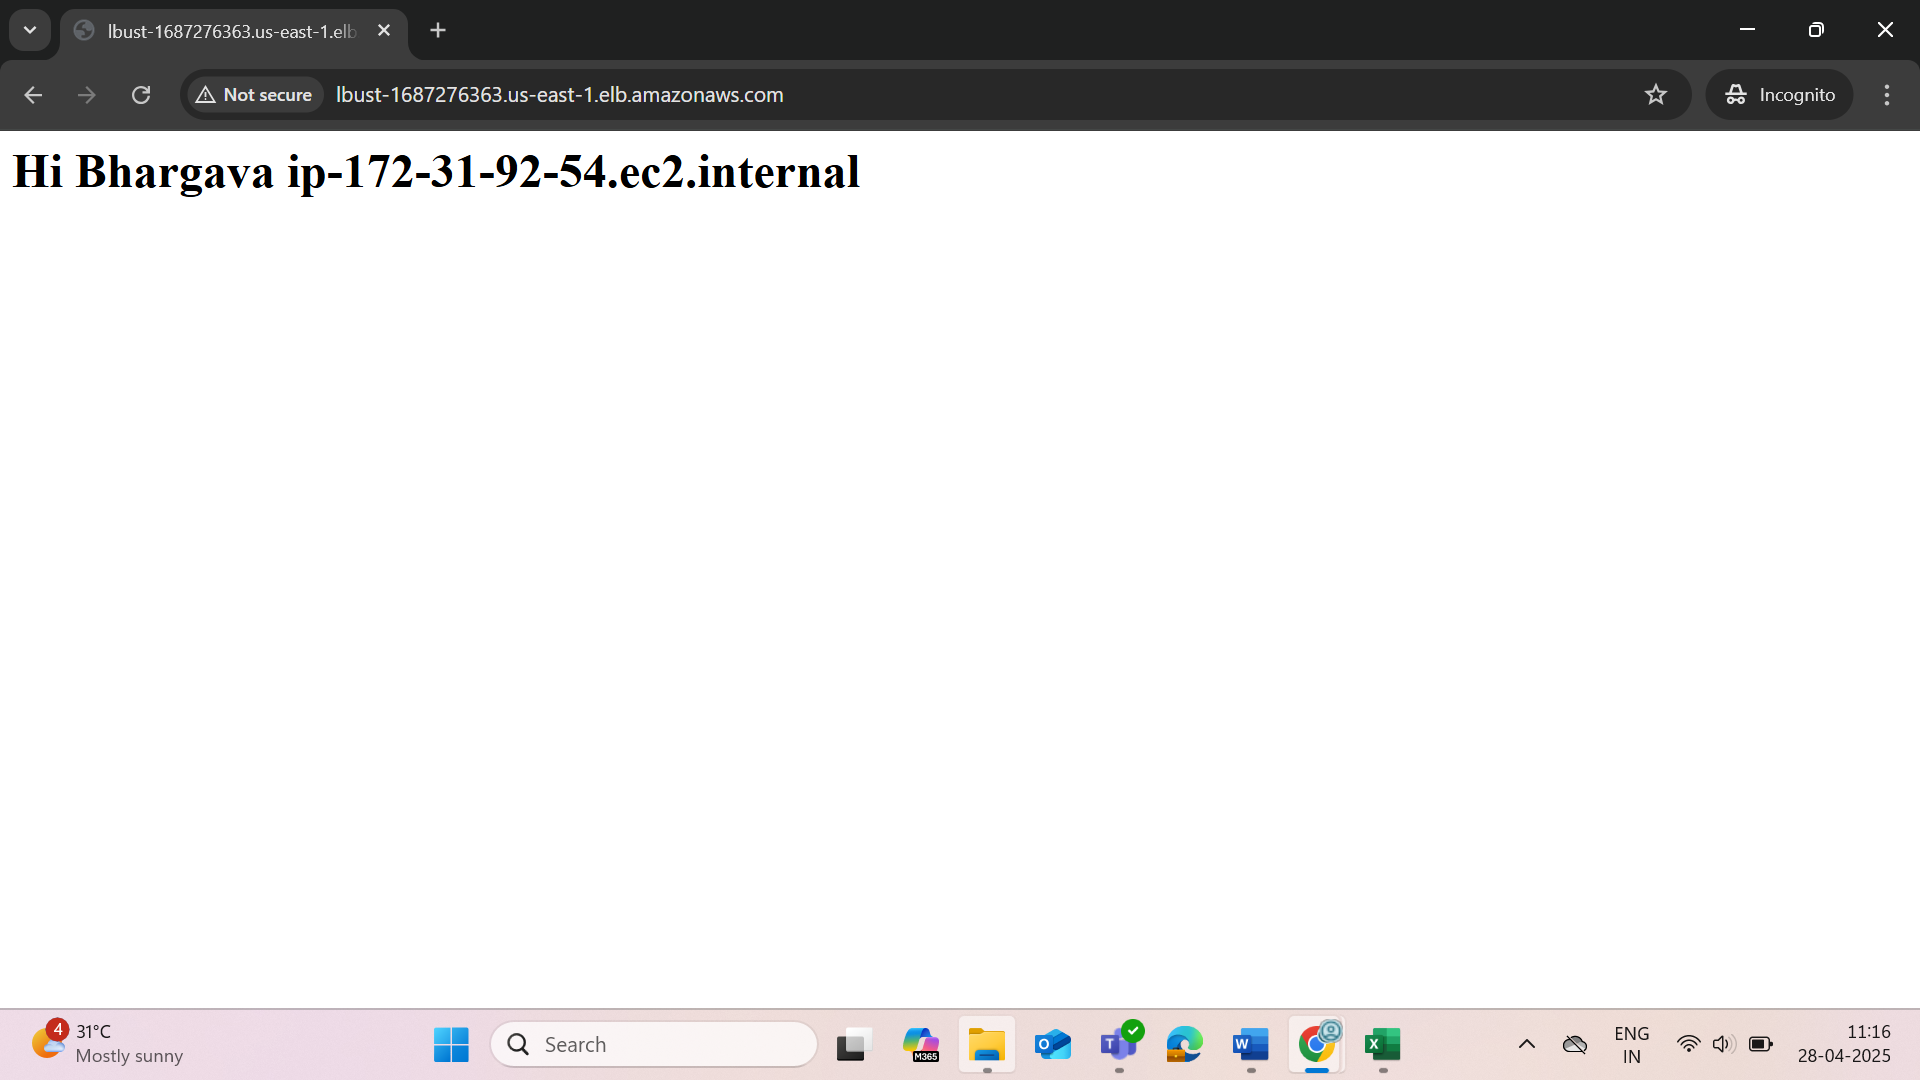 lbust-1687276363.us-east-1.elb
Not secure
lbust-1687276363.us-east-1.elb.amazonaws.com
Incognito
Hi Bhargava ip-172-31-92-54.ec2.internal
4
31°C
Mostly sunny
Search
M365
O
T
W
X
ENG
IN
11:16
28-04-2025